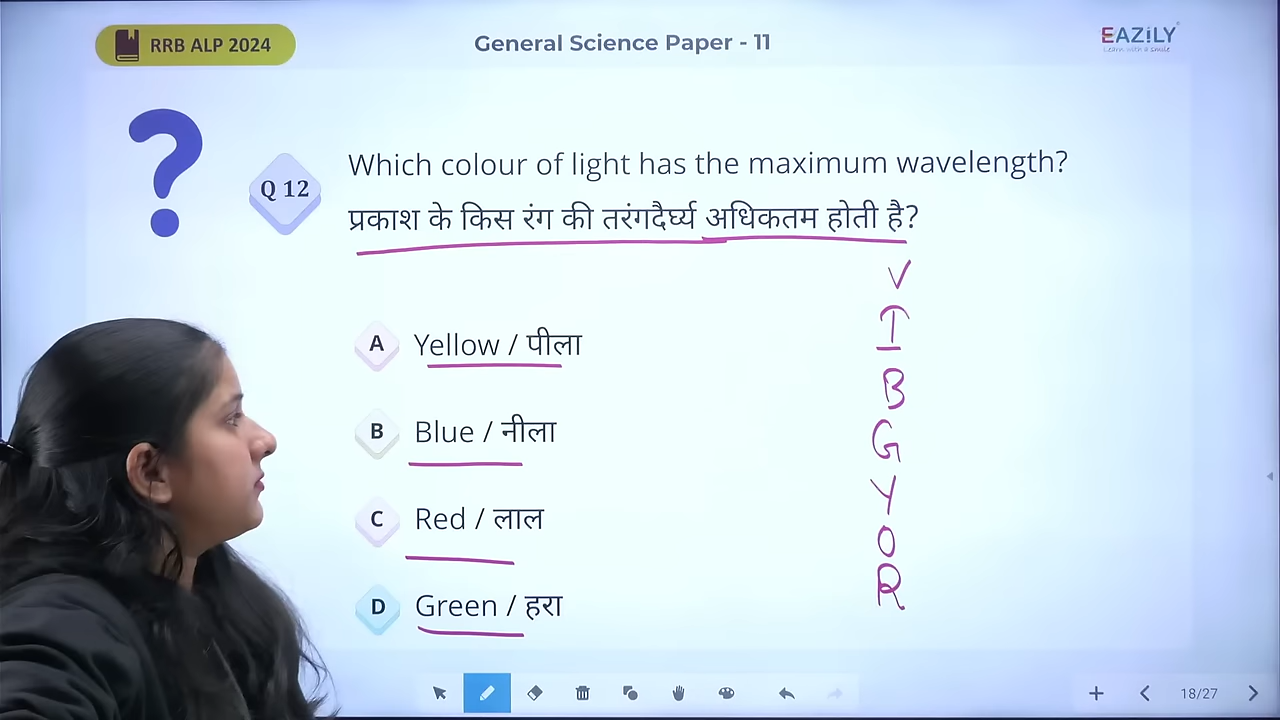 RRB ALP 2024
General Science Paper - 11
EAZiLY
Learn with a smile
Q 12
Which colour of light has the maximum wavelength?
प्रकाश के किस रंग की तरंगदैर्घ्य अधिकतम होती है?
V
I
B
G
Y
O
R
A Yellow / पीला
B Blue / नीला
C Red / लाल
D Green / हरा
18/27